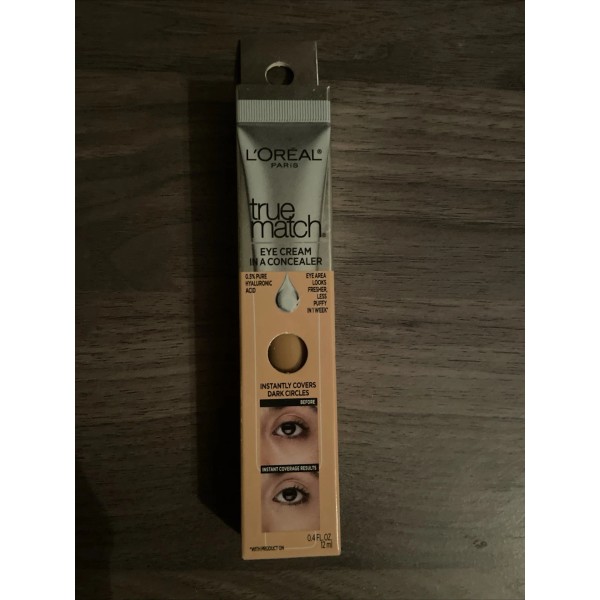 L'ORÉAL®
PARIS
true
match®
EYE CREAM
IN A CONCEALER
0.5% PURE
HYALURONIC
ACID
EYE AREA
LOOKS
FRESHER,
LESS
PUFFY
IN 1 WEEK*
INSTANTLY COVERS
DARK CIRCLES
BEFORE
INSTANT COVERAGE RESULTS
*WITH PRODUCT ON
0.4 FL.OZ.
12 ml